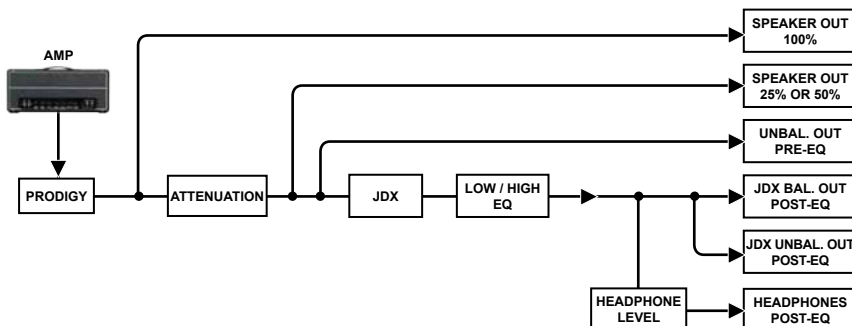 AMP
PRODIGY
ATTENUATION
JDX
LOW / HIGH
EQ
HEADPHONE
LEVEL
SPEAKER OUT
100%
SPEAKER OUT
25% OR 50%
UNBAL. OUT
PRE-EQ
JDX BAL. OUT
POST-EQ
JDX UNBAL. OUT
POST-EQ
HEADPHONES
POST-EQ